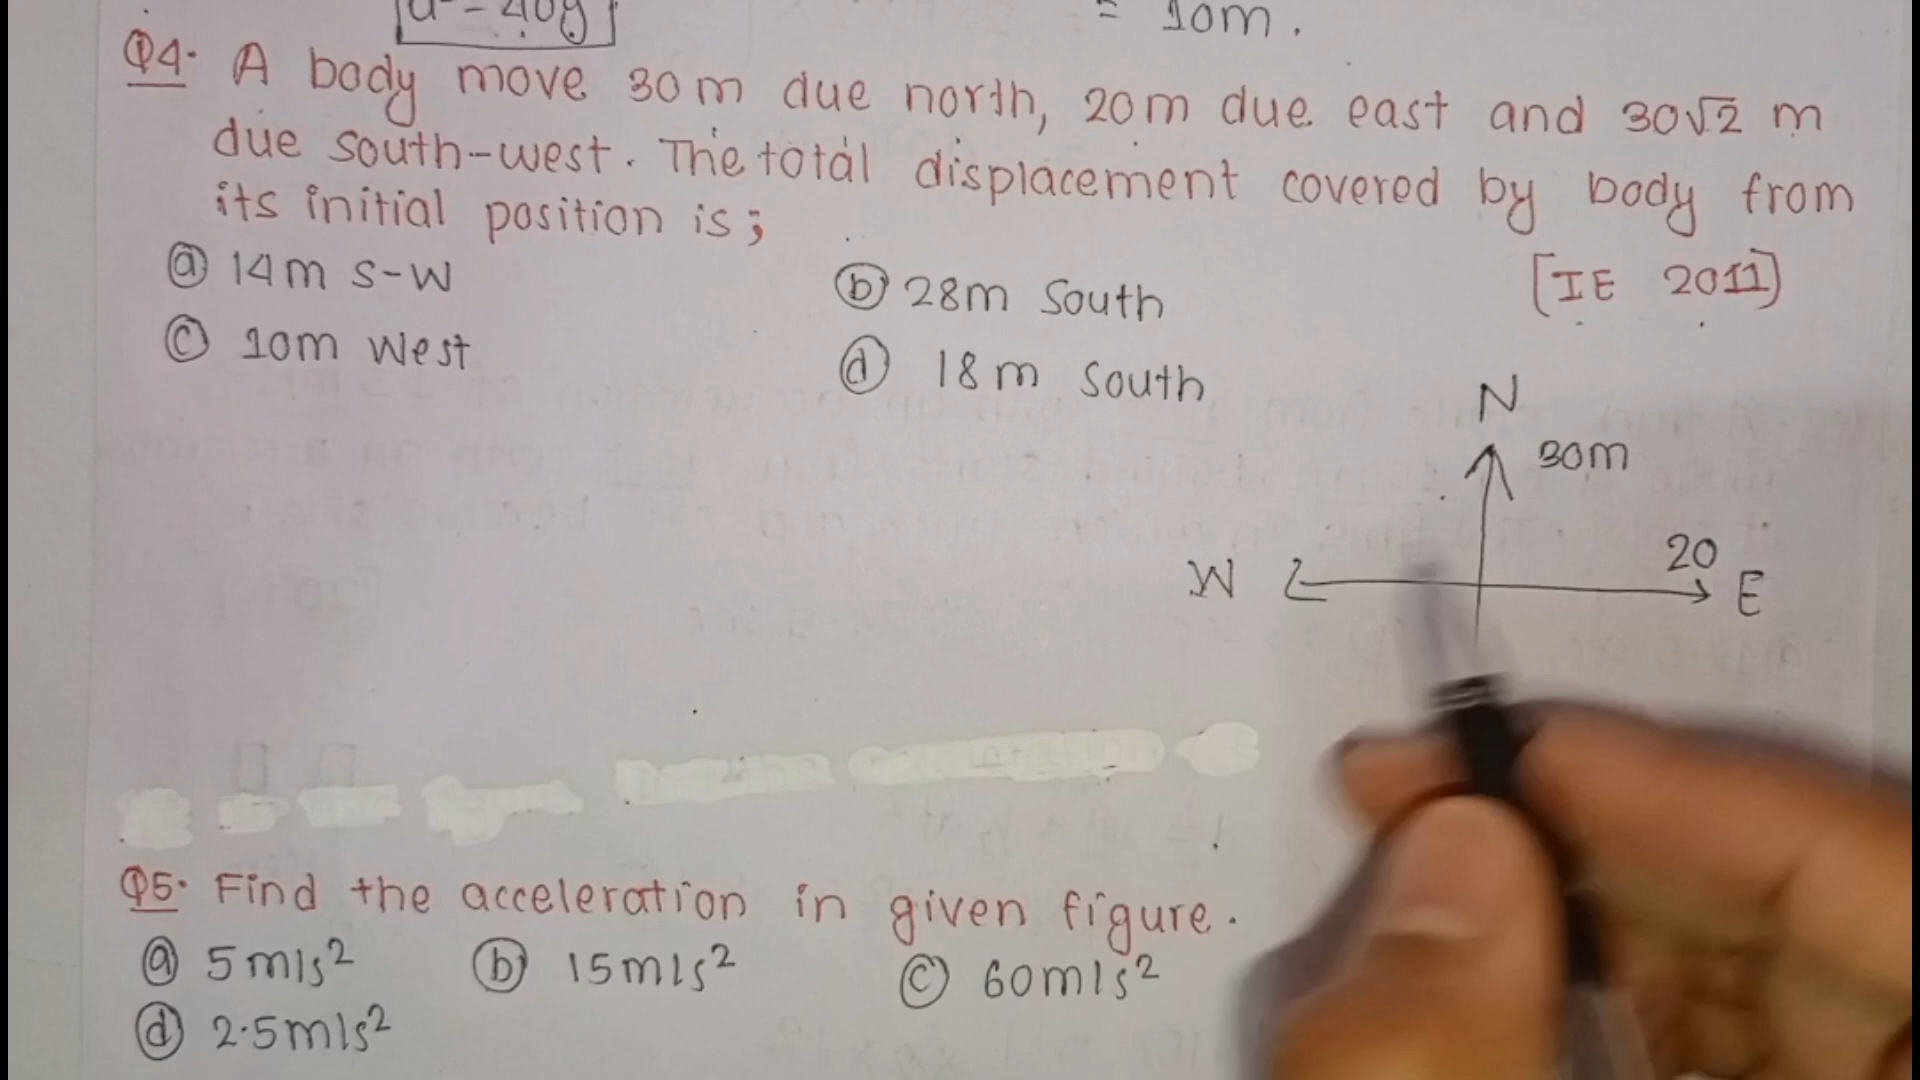 = 10m.
Q4. A body move 30m due north, 20m due east and 30√2 m
due south-west. The total displacement covered by body from
its initial position is;
ⓐ 14m S-W
ⓑ 28m South
[IE 2011]
ⓒ 10m West
ⓓ 18m South
N
30m
20
W
E
Q5. Find the acceleration in given figure.
ⓐ 5m/s² ⓑ 15m/s² ⓒ 60m/s²
ⓓ 2.5m/s²